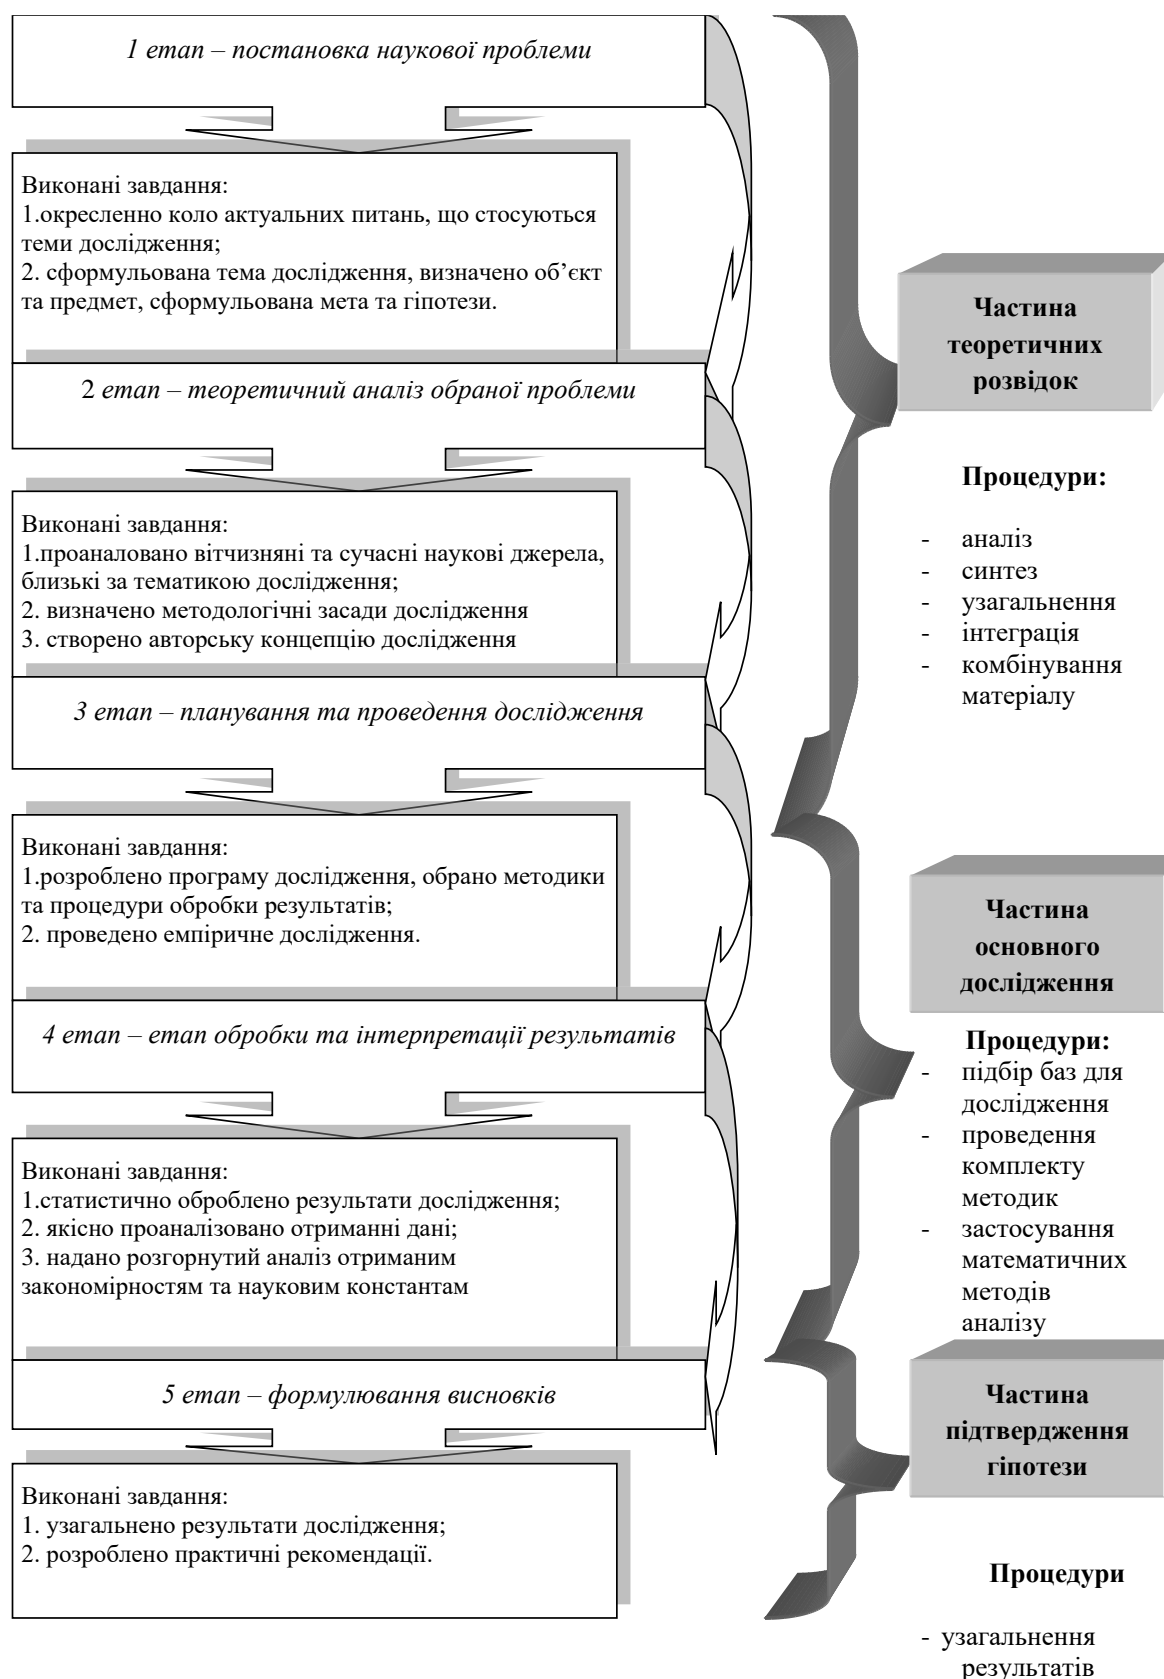 1 етап – постановка наукової проблеми
Виконані завдання:
1.окресленно коло актуальних питань, що стосуються
теми дослідження;
2. сформульована тема дослідження, визначено об’єкт
та предмет, сформульована мета та гіпотези.
2 етап – теоретичний аналіз обраної проблеми
Виконані завдання:
1.проаналовано вітчизняні та сучасні наукові джерела,
близькі за тематикою дослідження;
2. визначено методологічні засади дослідження
3. створено авторську концепцію дослідження
3 етап – планування та проведення дослідження
Виконані завдання:
1.розроблено програму дослідження, обрано методики
та процедури обробки результатів;
2. проведено емпіричне дослідження.
4 етап – етап обробки та інтерпретації результатів
Виконані завдання:
1.статистично оброблено результати дослідження;
2. якісно проаналізовано отриманні дані;
3. надано розгорнутий аналіз отриманим
закономірностям та науковим константам
5 етап – формулювання висновків
Виконані завдання:
1. узагальнено результати дослідження;
2. розроблено практичні рекомендації.
Частина
теоретичних
розвідок
Процедури:
- аналіз
- синтез
- узагальнення
- інтеграція
- комбінування
матеріалу
Частина
основного
дослідження
Процедури:
- підбір баз для
дослідження
- проведення
комплекту
методик
- застосування
математичних
методів
аналізу
Частина
підтвердження
гіпотези
Процедури
- узагальнення
результатів